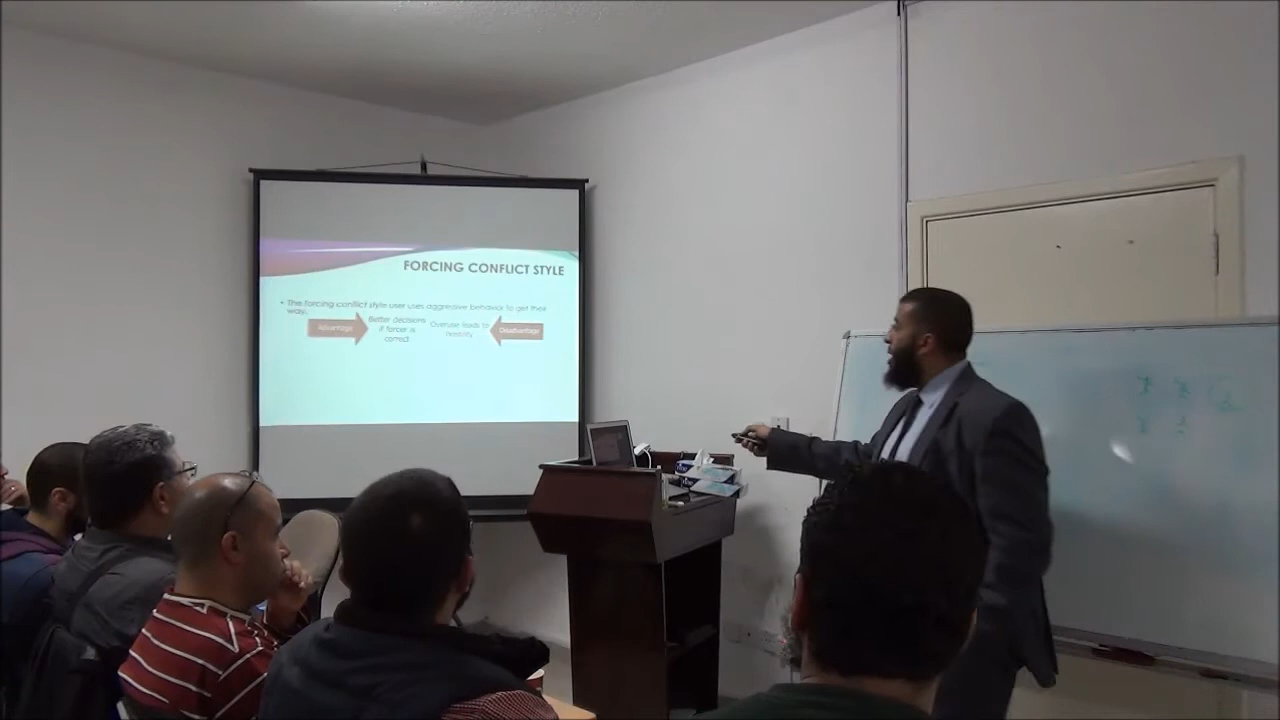 FORCING CONFLICT STYLE
• The forcing conflict style user uses aggressive behavior to get their
way.
Advantage
Better decisions
if forcer is
correct
Overuse leads to
hostility
Disadvantage